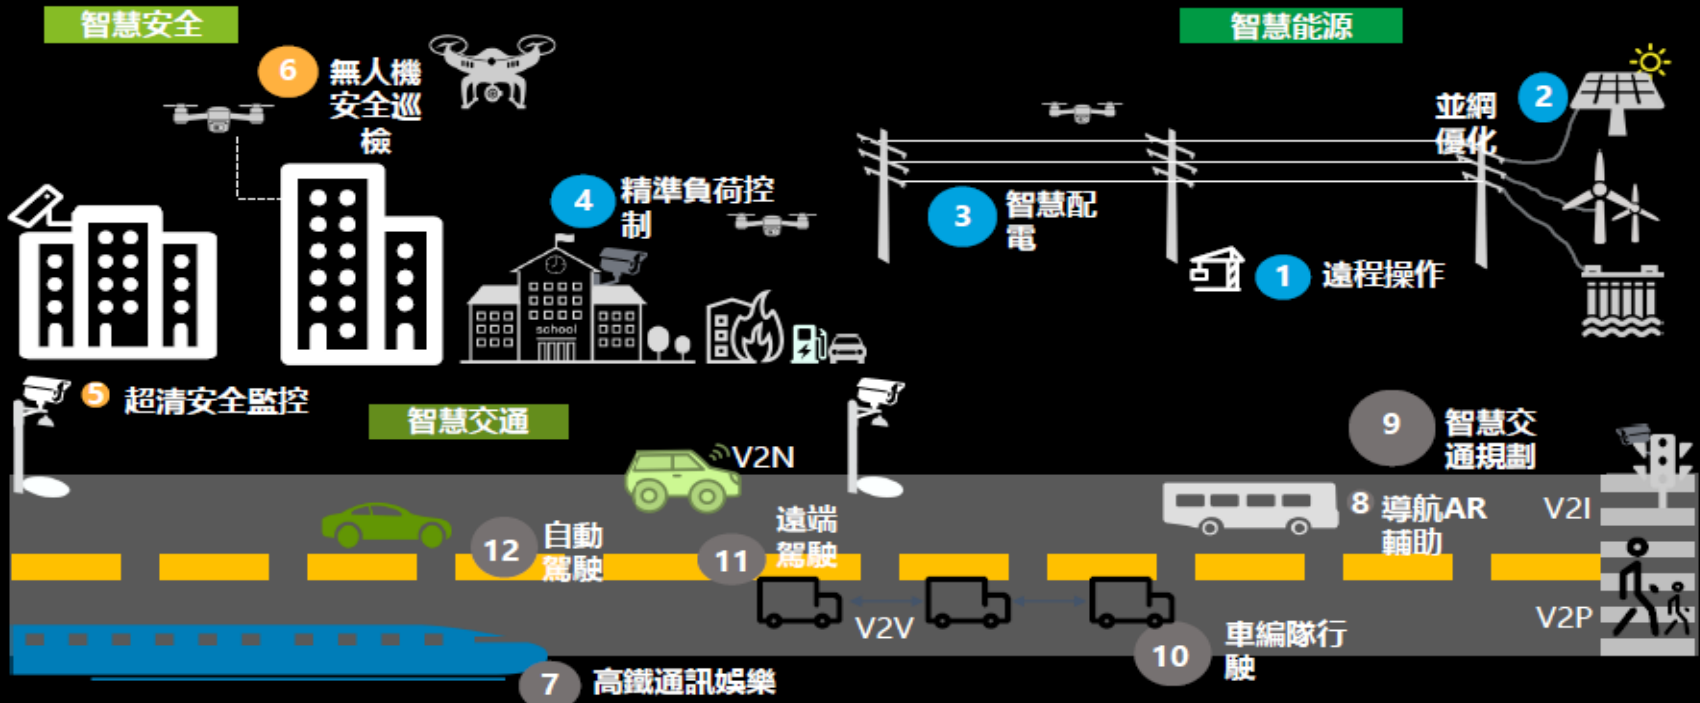 智慧安全
6
無人機
安全巡
檢
智慧能源
並網
優化
2
4
精準負荷控
制
3
智慧配
電
1
遠程操作
school
5
超清安全監控
智慧交通
V2N
9
智慧交
通規劃
12
自動
駕駛
11
遠端
駕駛
8
導航AR
輔助
V2I
V2V
V2P
10
車編隊行
駛
7
高鐵通訊娛樂